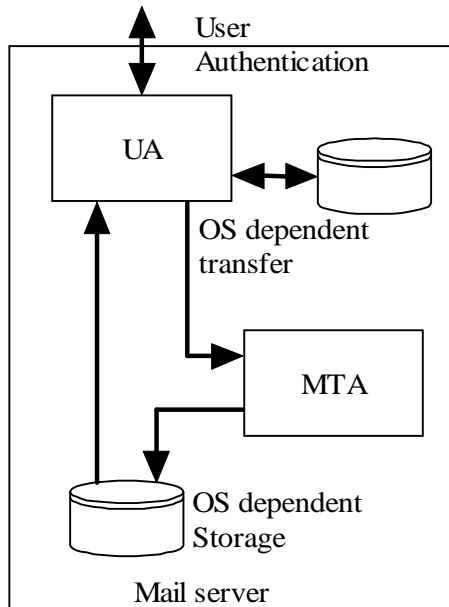 User
Authentication
UA
OS dependent
transfer
MTA
OS dependent
Storage
Mail server